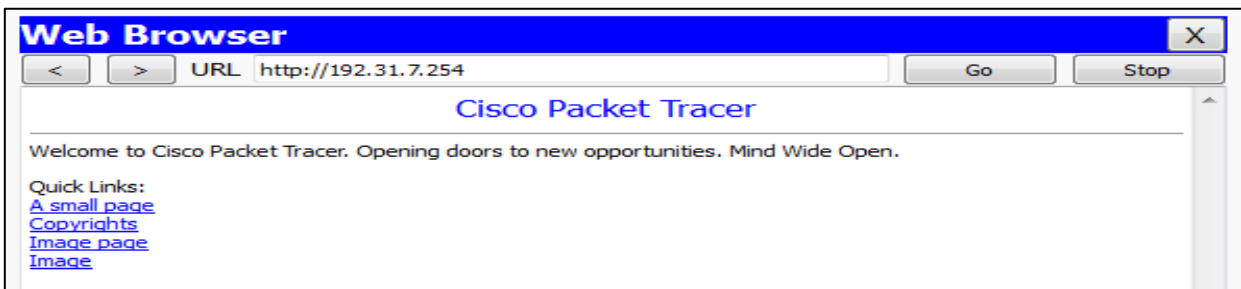 Web Browser X
< > URL http://192.31.7.254 Go Stop
Cisco Packet Tracer
Welcome to Cisco Packet Tracer. Opening doors to new opportunities. Mind Wide Open.
Quick Links:
A small page
Copyrights
Image page
Image